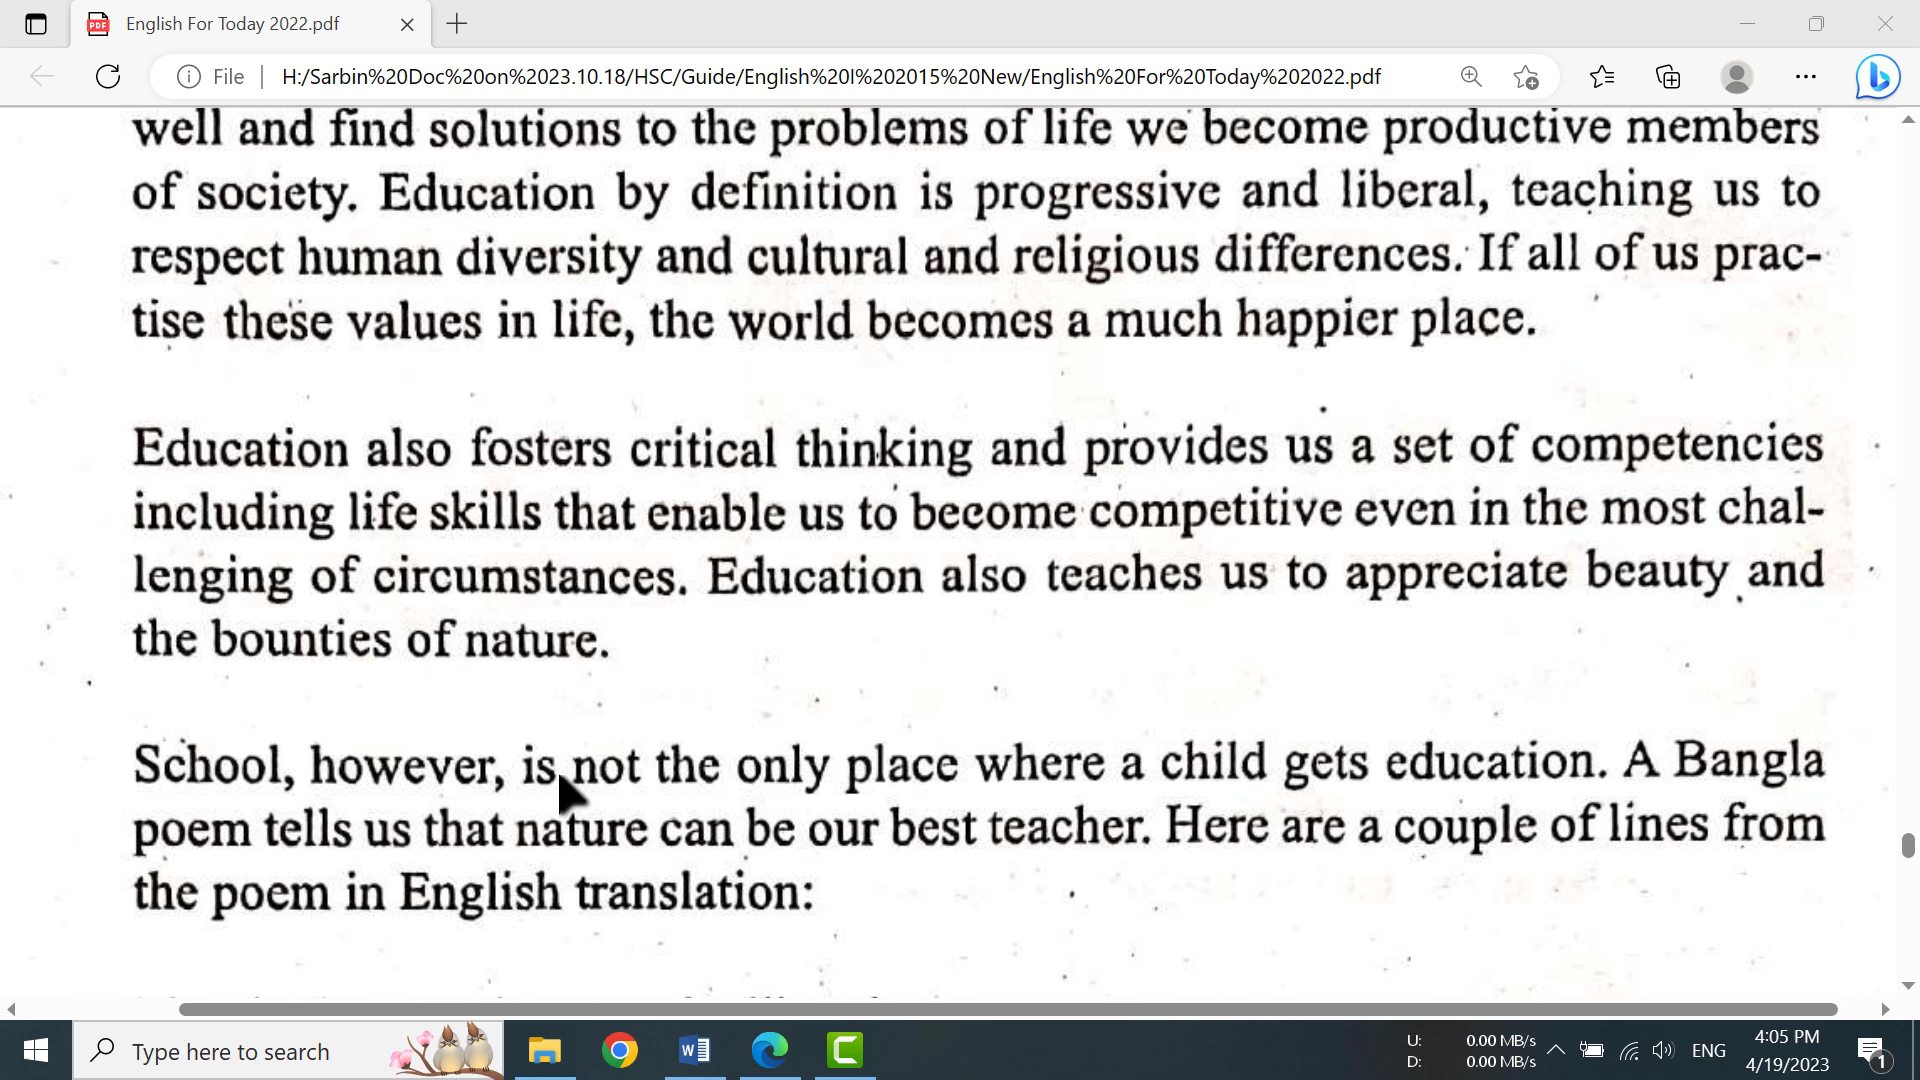 English For Today 2022.pdf
File
H:/Sarbin%20Doc%20on%2023.10.18/HSC/Guide/English%20I%202015%20New/English%20For%20Today%202022.pdf
well and find solutions to the problems of life we become productive members
of society. Education by definition is progressive and liberal, teaching us to
respect human diversity and cultural and religious differences. If all of us prac-
tise these values in life, the world becomes a much happier place.
Education also fosters critical thinking and provides us a set of competencies
including life skills that enable us to become competitive even in the most chal-
lenging of circumstances. Education also teaches us to appreciate beauty and
the bounties of nature.
School, however, is not the only place where a child gets education. A Bangla
poem tells us that nature can be our best teacher. Here are a couple of lines from
the poem in English translation:
Type here to search
U: 0.00 MB/s
D: 0.00 MB/s
ENG
4:05 PM
4/19/2023
1